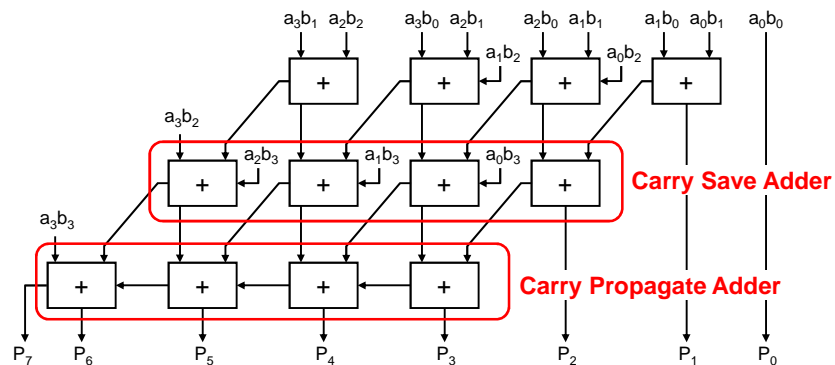 a₃b₁ a₂b₂ a₃b₀ a₂b₁ a₂b₀ a₁b₁ a₁b₀ a₀b₁ a₀b₀
a₁b₂ a₀b₂
+ + + +
a₃b₂
a₂b₃ a₁b₃ a₀b₃
+ + + + Carry Save Adder
a₃b₃
+ + + + Carry Propagate Adder
P₇ P₆ P₅ P₄ P₃ P₂ P₁ P₀